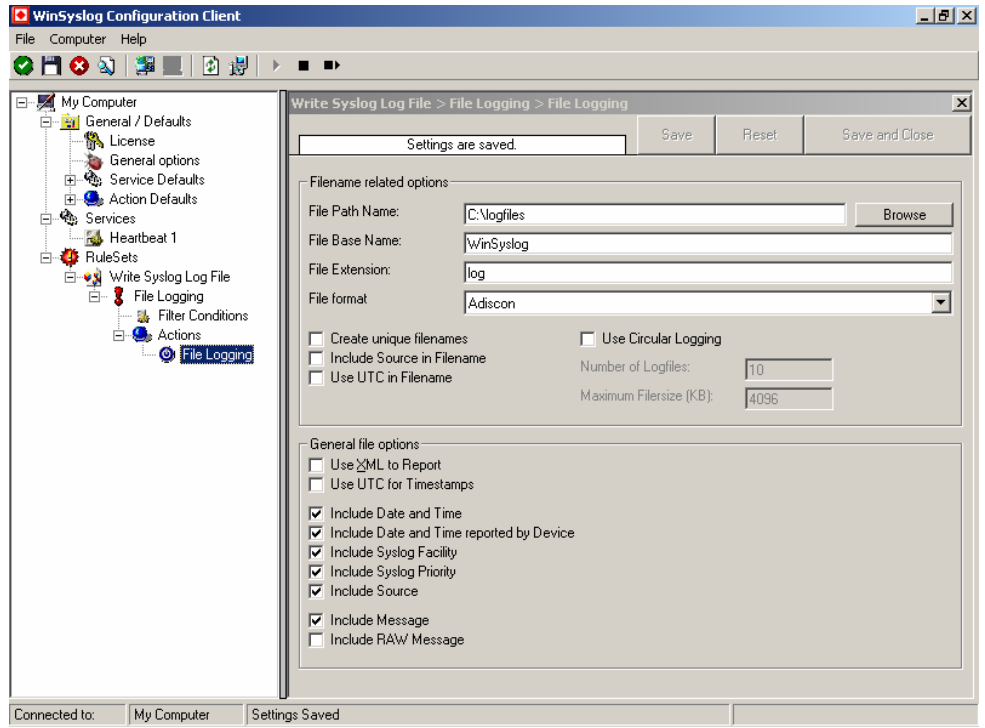 WinSyslog Configuration Client
File Computer Help
My Computer
General / Defaults
License
General options
Service Defaults
Action Defaults
Services
Heartbeat 1
RuleSets
Write Syslog Log File
File Logging
Filter Conditions
Actions
File Logging
Write Syslog Log File > File Logging > File Logging
Settings are saved.
Save Reset Save and Close
Filename related options
File Path Name: C:\logfiles Browse
File Base Name: WinSyslog
File Extension: log
File format Adiscon
Create unique filenames Use Circular Logging
Include Source in Filename Number of Logfiles: 10
Use UTC in Filename
Maximum Filersize (KB): 4096
General file options
Use XML to Report
Use UTC for Timestamps
Include Date and Time
Include Date and Time reported by Device
Include Syslog Facility
Include Syslog Priority
Include Source
Include Message
Include RAW Message
Connected to: My Computer Settings Saved